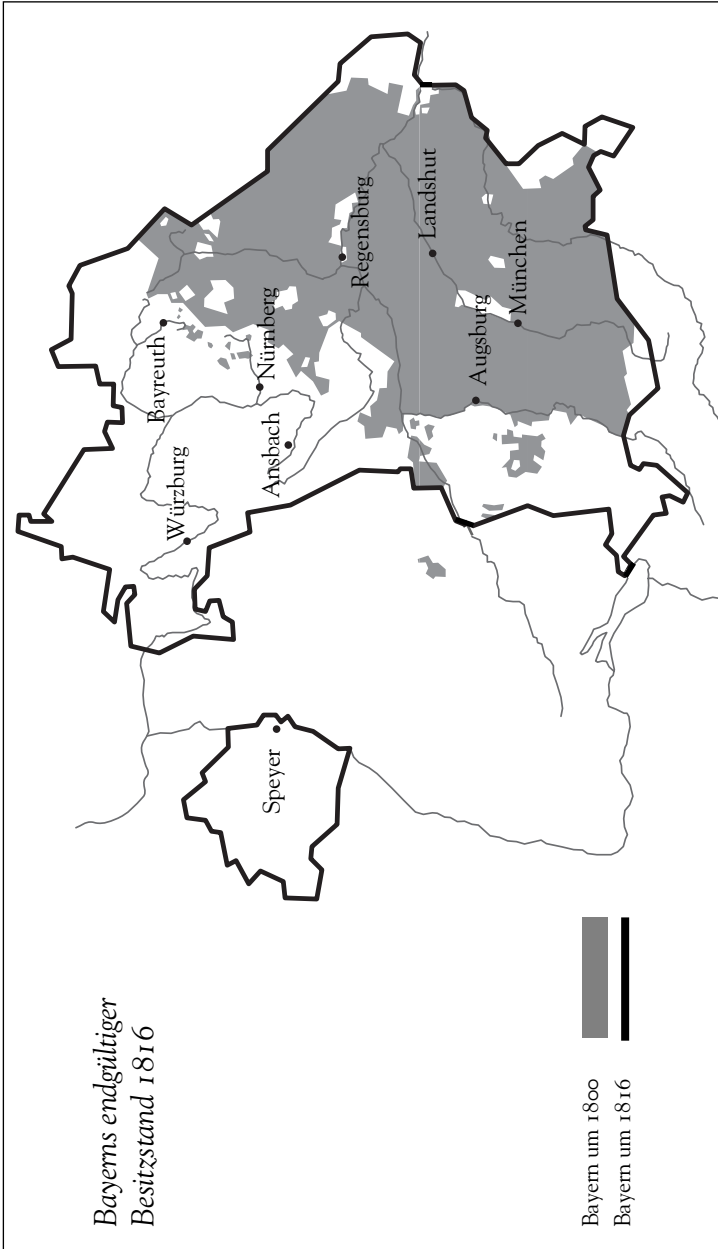 Bayerns endgültiger
Besitzstand 1816
Würzburg
Bayreuth
Nürnberg
Ansbach
Speyer
Regensburg
Landshut
Augsburg
München
Bayern um 1800
Bayern um 1816